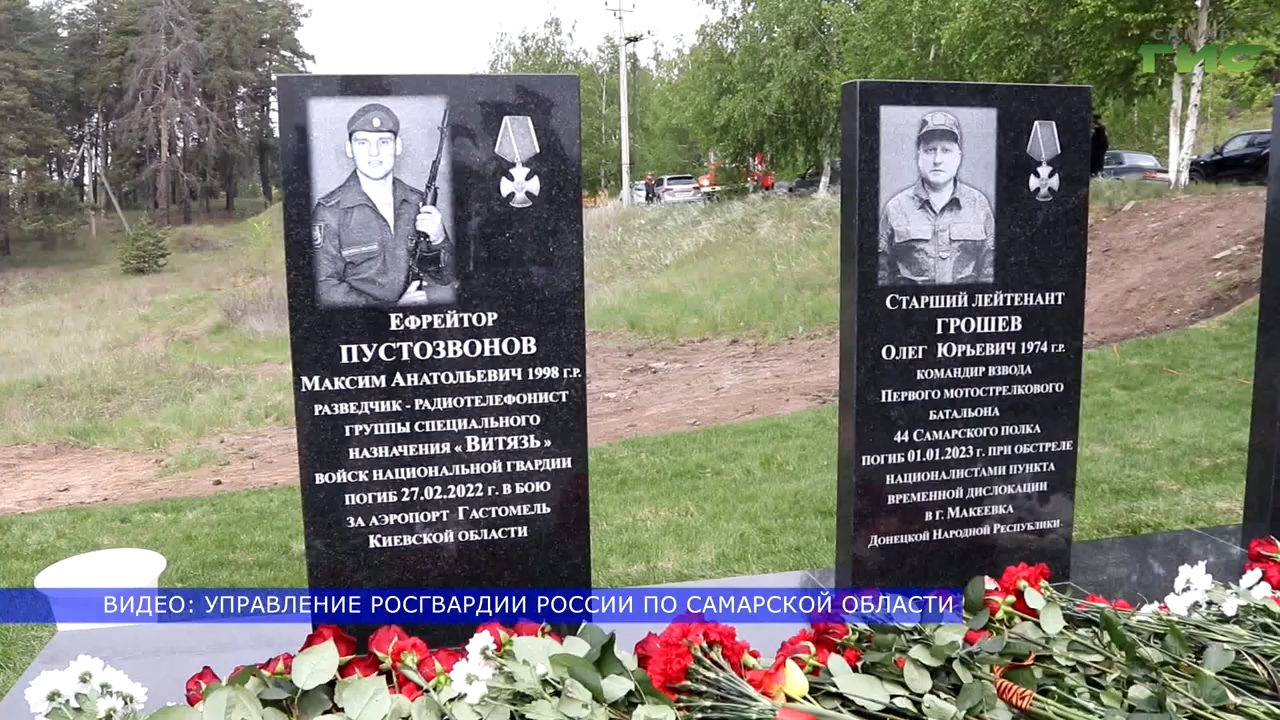 САМАРА
ТИС
Ефрейтор
ПУСТОЗВОНОВ
Максим Анатольевич 1998 г.р.
разведчик - радиотелефонист
группы специального
назначения «Витязь»
войск национальной гвардии
погиб 27.02.2022 г. в бою
за аэропорт Гастомель
Киевской области
Старший лейтенант
ГРОШЕВ
Олег Юрьевич 1974 г.р.
командир взвода
Первого мотострелкового
батальона
44 Самарского полка
погиб 01.01.2023 г. при обстреле
националистами пункта
временной дислокации
в г. Макеевка
Донецкой Народной Республики.
ВИДЕО: УПРАВЛЕНИЕ РОСГВАРДИИ РОССИИ ПО САМАРСКОЙ ОБЛАСТИ